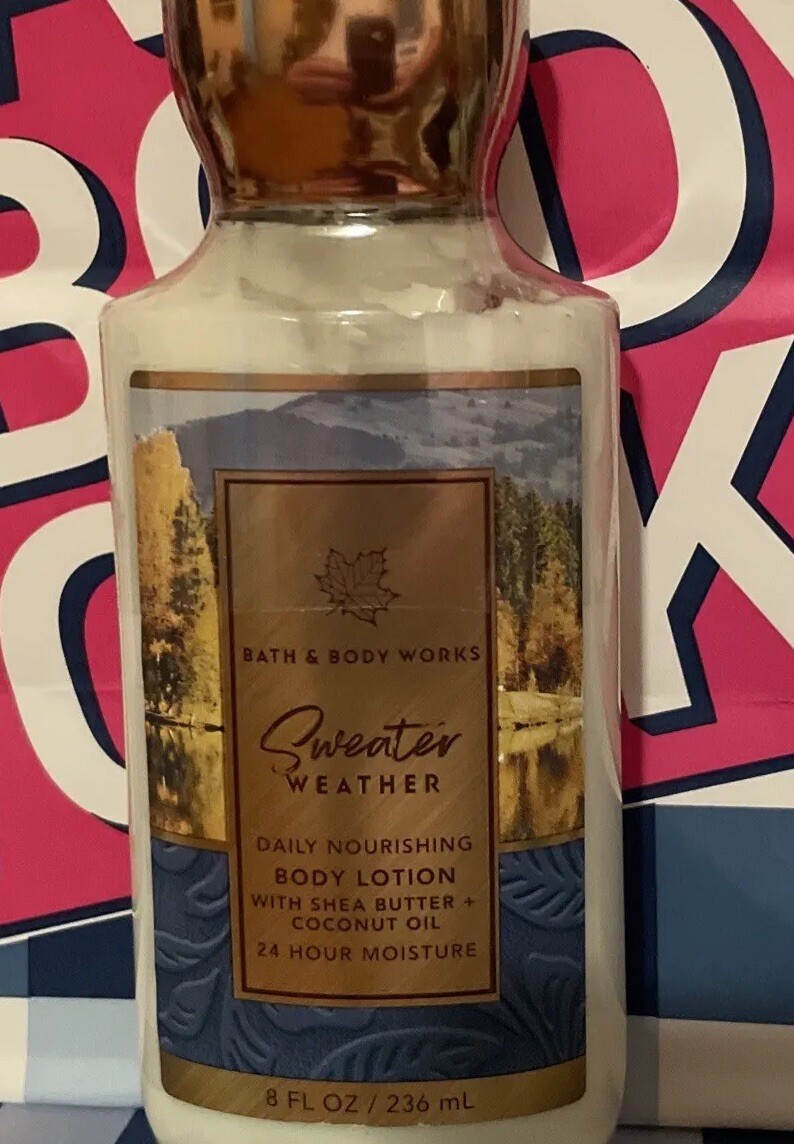 BATH & BODY WORKS
Sweater
WEATHER
DAILY NOURISHING
BODY LOTION
WITH SHEA BUTTER +
COCONUT OIL
24 HOUR MOISTURE
8 FL OZ / 236 mL